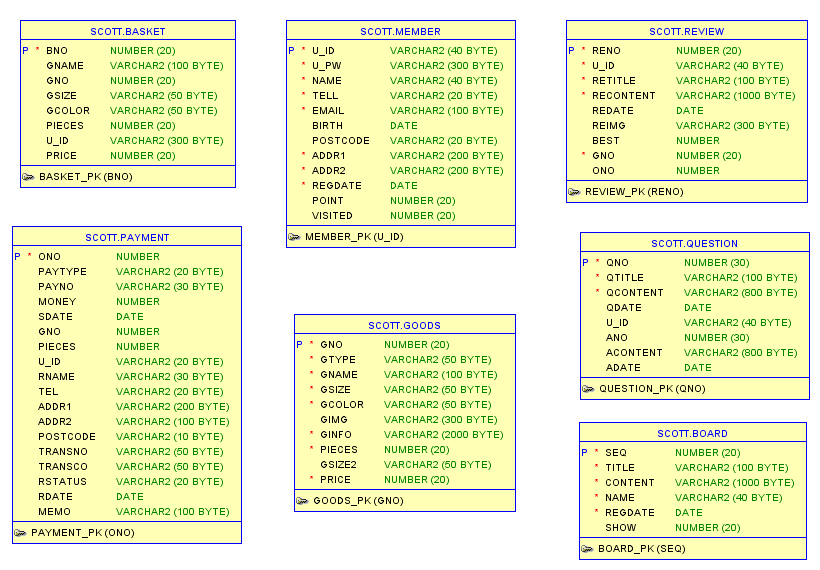 SCOTT.BASKET
P * BNO NUMBER (20)
GNAME VARCHAR2 (100 BYTE)
GNO NUMBER (20)
GSIZE VARCHAR2 (50 BYTE)
GCOLOR VARCHAR2 (50 BYTE)
PIECES NUMBER (20)
U_ID VARCHAR2 (300 BYTE)
PRICE NUMBER (20)
BASKET_PK (BNO)
SCOTT.MEMBER
P * U_ID VARCHAR2 (40 BYTE)
* U_PW VARCHAR2 (300 BYTE)
* NAME VARCHAR2 (40 BYTE)
* TELL VARCHAR2 (20 BYTE)
* EMAIL VARCHAR2 (100 BYTE)
BIRTH DATE
POSTCODE VARCHAR2 (20 BYTE)
* ADDR1 VARCHAR2 (200 BYTE)
* ADDR2 VARCHAR2 (200 BYTE)
* REGDATE DATE
POINT NUMBER (20)
VISITED NUMBER (20)
MEMBER_PK (U_ID)
SCOTT.REVIEW
P * RENO NUMBER (20)
* U_ID VARCHAR2 (40 BYTE)
* RETITLE VARCHAR2 (100 BYTE)
* RECONTENT VARCHAR2 (1000 BYTE)
REDATE DATE
REIMG VARCHAR2 (300 BYTE)
BEST NUMBER
* GNO NUMBER (20)
ONO NUMBER
REVIEW_PK (RENO)
SCOTT.PAYMENT
P * ONO NUMBER
PAYTYPE VARCHAR2 (20 BYTE)
PAYNO VARCHAR2 (30 BYTE)
MONEY NUMBER
SDATE DATE
GNO NUMBER
PIECES NUMBER
U_ID VARCHAR2 (20 BYTE)
RNAME VARCHAR2 (30 BYTE)
TEL VARCHAR2 (20 BYTE)
ADDR1 VARCHAR2 (200 BYTE)
ADDR2 VARCHAR2 (100 BYTE)
POSTCODE VARCHAR2 (10 BYTE)
TRANSNO VARCHAR2 (50 BYTE)
TRANSCO VARCHAR2 (50 BYTE)
RSTATUS VARCHAR2 (20 BYTE)
RDATE DATE
MEMO VARCHAR2 (100 BYTE)
PAYMENT_PK (ONO)
SCOTT.GOODS
P * GNO NUMBER (20)
* GTYPE VARCHAR2 (50 BYTE)
* GNAME VARCHAR2 (100 BYTE)
* GSIZE VARCHAR2 (50 BYTE)
* GCOLOR VARCHAR2 (50 BYTE)
GIMG VARCHAR2 (300 BYTE)
* GINFO VARCHAR2 (2000 BYTE)
* PIECES NUMBER (20)
GSIZE2 VARCHAR2 (50 BYTE)
* PRICE NUMBER (20)
GOODS_PK (GNO)
SCOTT.QUESTION
P * QNO NUMBER (30)
* QTITLE VARCHAR2 (100 BYTE)
* QCONTENT VARCHAR2 (800 BYTE)
QDATE DATE
U_ID VARCHAR2 (40 BYTE)
ANO NUMBER (30)
ACONTENT VARCHAR2 (800 BYTE)
ADATE DATE
QUESTION_PK (QNO)
SCOTT.BOARD
P * SEQ NUMBER (20)
* TITLE VARCHAR2 (100 BYTE)
* CONTENT VARCHAR2 (1000 BYTE)
* NAME VARCHAR2 (40 BYTE)
* REGDATE DATE
SHOW NUMBER (20)
BOARD_PK (SEQ)